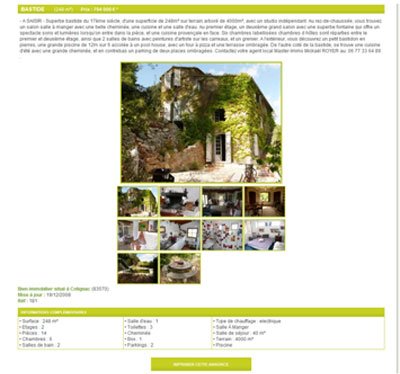 BASTIDE (248 m²) Prix : 794 000 € *
- A SAISIR - Superbe bastide du 17ème siècle, d'une surface de 248m² sur terrain arboré de 4000m², avec un studio indépendant. Au rez-de-chaussée, vous trouvez
un salon salle à manger avec une belle cheminée, une cuisine et une salle d'eau. Au premier étage, un deuxième grand salon avec une superbe fontaine qui offre un
spectacle sons et lumières lorsqu'on entre dans la pièce, et une cuisine provençale en face. Six chambres labellisées chambres d'hôtes sont réparties entre le
premier et deuxième étage, ainsi que 2 salles de bains avec peintures d'artiste sur les carreaux, et un grenier. A l'extérieur, vous découvrez un petit bastidon en
pierres, une grande piscine de 12m sur 5 accolée à un pool house, avec un four à pizza et une terrasse ombragée. De l'autre coté de la bastide, se trouve une cuisine
d'été avec une grande cheminée, et en contrebas un parking de deux places ombragées. Contactez votre agent local Master-Immo Mickaël ROYER au: 06 77 33 64 89.
Bien immobilier situé à Cotignac (83570)
Mise à jour : 19/12/2008
Réf : 161
INFORMATIONS COMPLÉMENTAIRES
• Surface : 248 m² • Salle d'eau : 1 • Type de chauffage : electrique
• Etages : 2 • Toilettes : 3 • Salle A Manger
• Pièces : 14 • Cheminée • Salle de séjour : 40 m²
• Chambres : 8 • Box : 1 • Terrain : 4000 m²
• Salles de bain : 2 • Parkings : 2 • Piscine
IMPRIMER CETTE ANNONCE